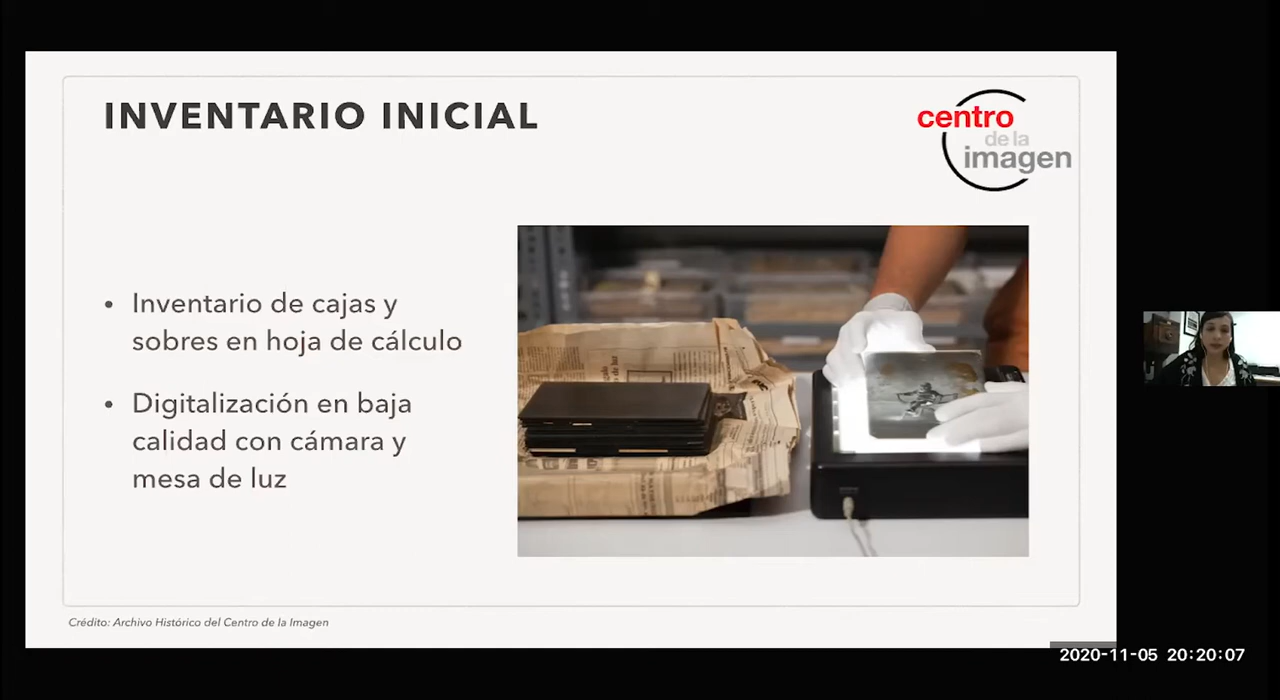 INVENTARIO INICIAL
centro
de la
imagen
• Inventario de cajas y
sobres en hoja de cálculo
• Digitalización en baja
calidad con cámara y
mesa de luz
Crédito: Archivo Histórico del Centro de la Imagen
2020-11-05 20:20:07